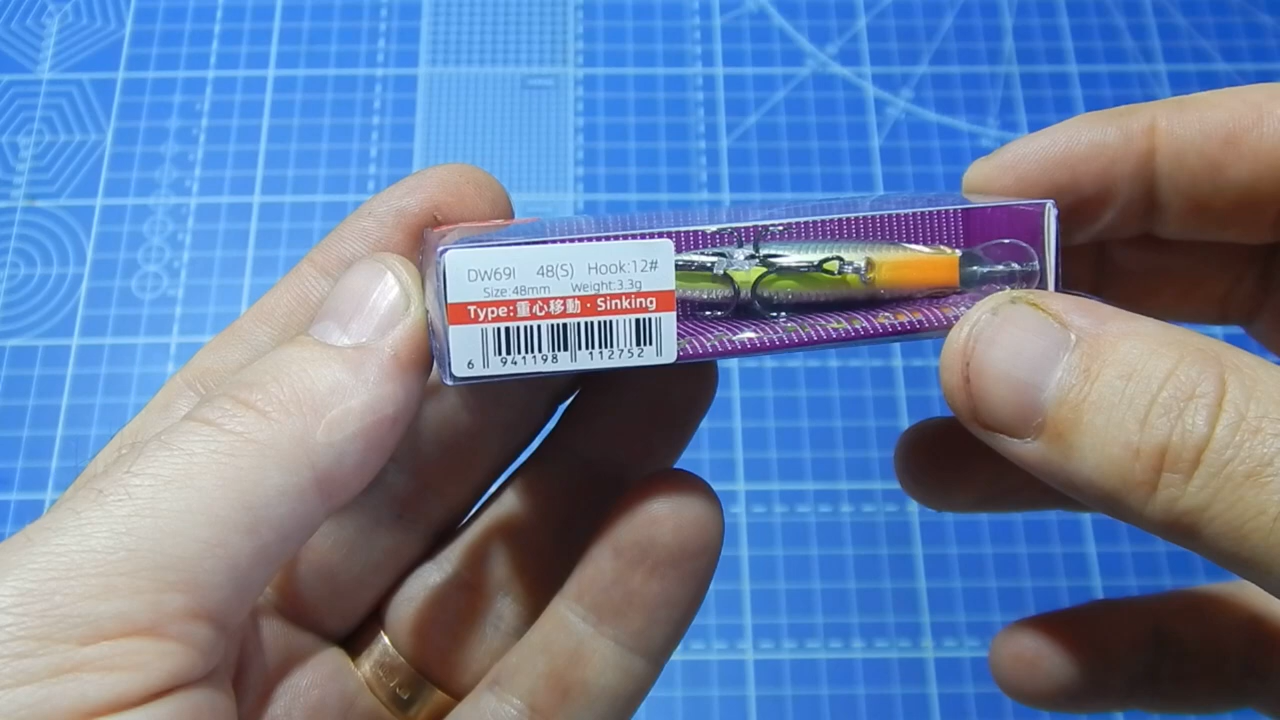 DW69I 48(S) Hook:12#
Size:48mm Weight:3.3g
Type:重心移動・Sinking
6 941198 112752